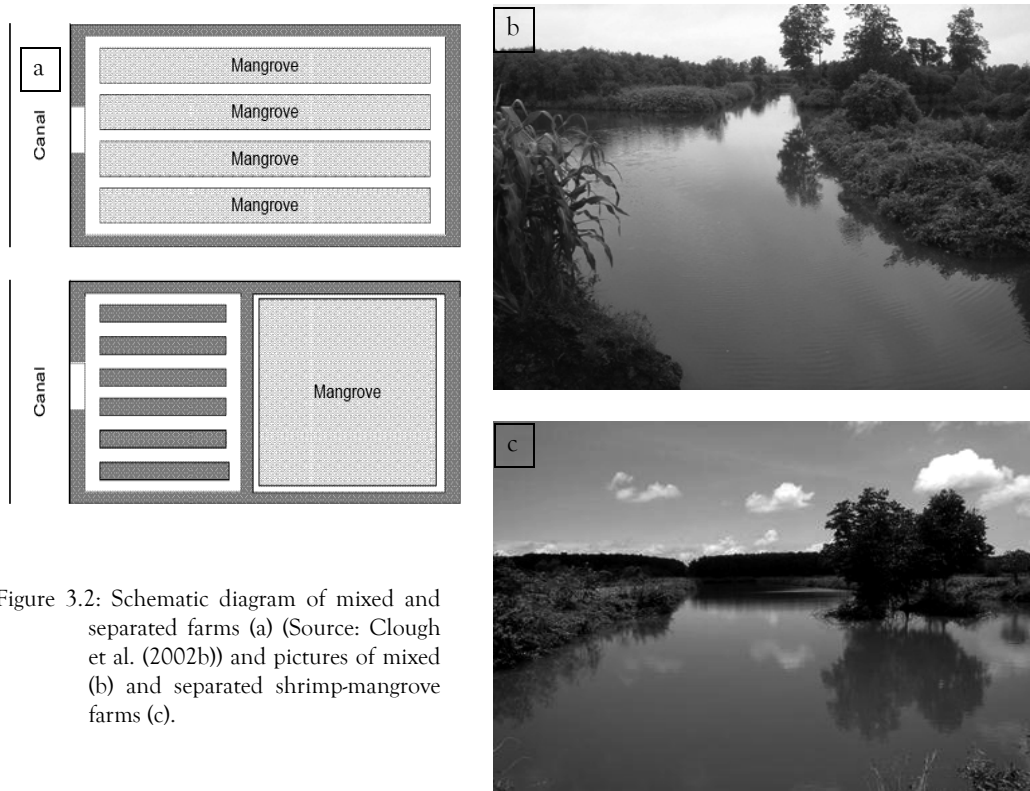 a
Canal
Mangrove
Mangrove
Mangrove
Mangrove
Canal
Mangrove
b
c
Figure 3.2: Schematic diagram of mixed and
separated farms (a) (Source: Clough
et al. (2002b)) and pictures of mixed
(b) and separated shrimp-mangrove
farms (c).